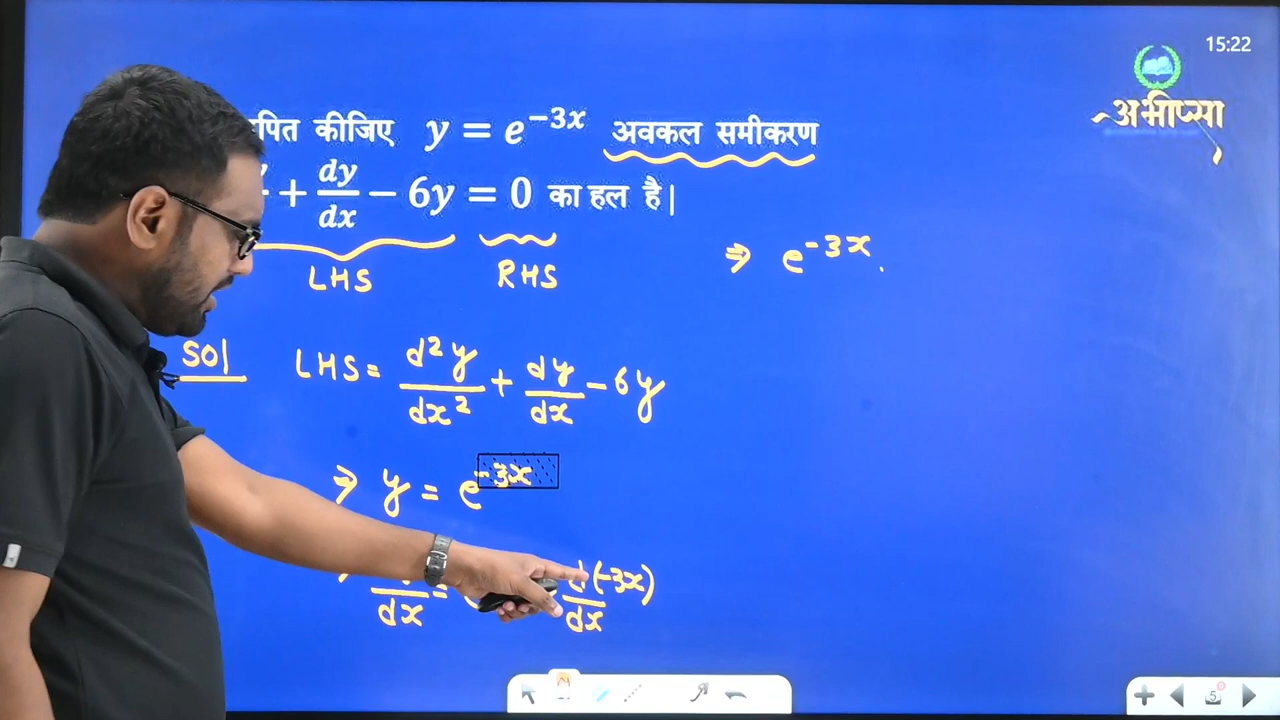 15:22
अभीप्सा
कीजिए y = e^{-3x} अवकल समीकरण
+ dy/dx - 6y = 0 का हल है|
LHS RHS
⇒ e^{-3x}.
Sol LHS = d²y/dx² + dy/dx - 6y
⇒ y = e^{-3x}
dx = d/dx (-3x)
5